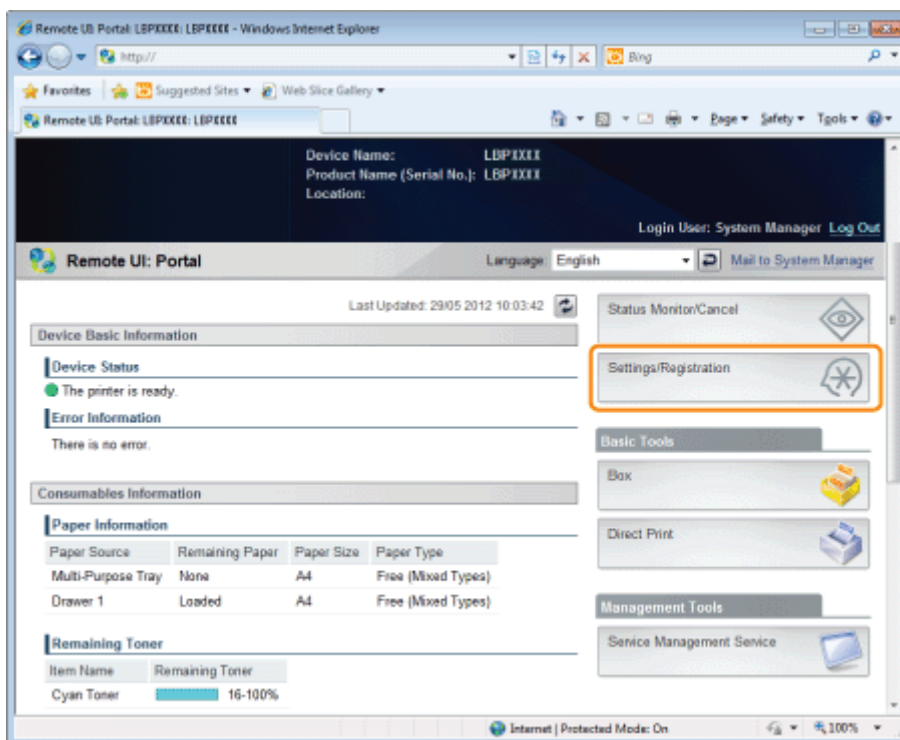 Remote UI: Portal: LBPXXXX: LBPXXXX - Windows Internet Explorer
http://
Bing
Favorites Suggested Sites Web Slice Gallery
Remote UI: Portal: LBPXXXX: LBPXXXX
Page Safety Tools
Device Name: LBPXXXX
Product Name (Serial No.): LBPXXXX
Location:
Login User: System Manager Log Out
Remote UI: Portal
Language: English
Mail to System Manager
Last Updated: 29/05 2012 10:03:42
Status Monitor/Cancel
Device Basic Information
Device Status
Settings/Registration
The printer is ready.
Error Information
There is no error.
Basic Tools
Box
Consumables Information
Paper Information
Direct Print
Paper Source Remaining Paper Paper Size Paper Type
Multi-Purpose Tray None A4 Free (Mixed Types)
Drawer 1 Loaded A4 Free (Mixed Types)
Management Tools
Remaining Toner
Service Management Service
Item Name Remaining Toner
Cyan Toner 16-100%
Internet | Protected Mode: On
100%